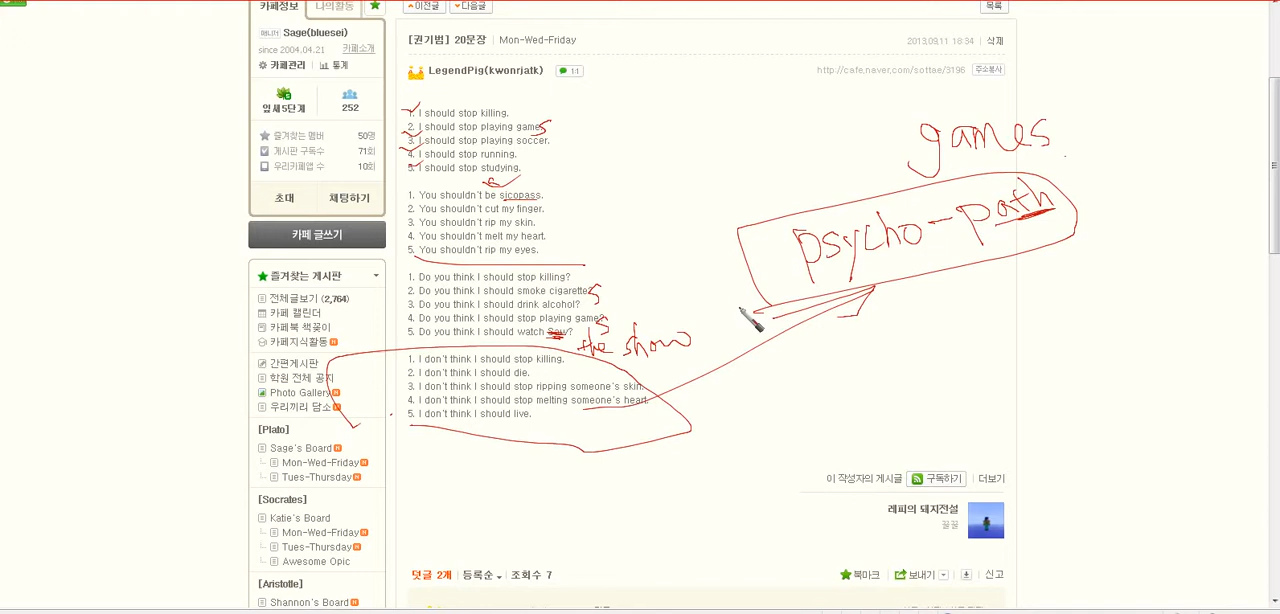 카페정보 나의활동
이전글 다음글 목록
매니저 Sage(bluesei)
since 2004.04.21 카페소개
카페관리 통계
잎새5단계 252
즐겨찾는 멤버 50명
게시판 구독수 71회
우리카페앱 수 10회
초대 채팅하기
카페 글쓰기
즐겨찾는 게시판
전체글보기 (2,764)
카페 캘린더
카페북 책꽂이
카페지식활동
간편게시판
학원 전체 공지
Photo Gallery
우리끼리 담소
[Plato]
Sage's Board
Mon-Wed-Friday
Tues-Thursday
[Socrates]
Katie's Board
Mon-Wed-Friday
Tues-Thursday
Awesome Opic
[Aristotle]
Shannon's Board
[권기범] 20문장 Mon-Wed-Friday 2013.09.11 18:34 삭제
LegendPig(kwonrjatk) 1:1 http://cafe.naver.com/sottae/3196 주소복사
1. I should stop killing.
2. I should stop playing game. s
3. I should stop playing soccer.
4. I should stop running.
5. I should stop studying.
1. You shouldn't be sicopass.
2. You shouldn't cut my finger.
3. You shouldn't rip my skin.
4. You shouldn't melt my heart.
5. You shouldn't rip my eyes.
1. Do you think I should stop killing?
2. Do you think I should smoke cigarette? s
3. Do you think I should drink alcohol?
4. Do you think I should stop playing game? s
5. Do you think I should watch Saw?
the show
1. I don't think I should stop killing.
2. I don't think I should die.
3. I don't think I should stop ripping someone's skin.
4. I don't think I should stop melting someone's heart.
5. I don't think I should live.
games
psycho-path
이 작성자의 게시글 구독하기 더보기
레피의 돼지전설
꿀꿀
댓글 2개 등록순 조회수 7 북마크 보내기 신고